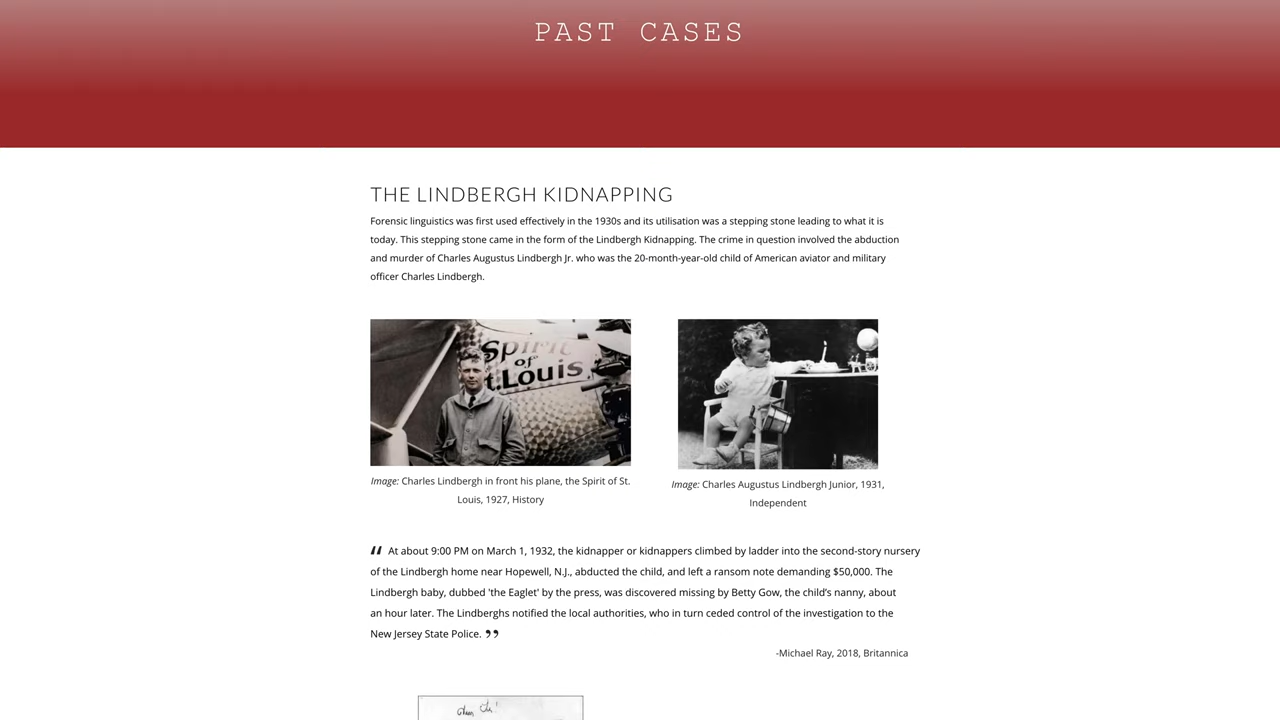 PAST CASES
THE LINDBERGH KIDNAPPING
Forensic linguistics was first used effectively in the 1930s and its utilisation was a stepping stone leading to what it is
today. This stepping stone came in the form of the Lindbergh Kidnapping. The crime in question involved the abduction
and murder of Charles Augustus Lindbergh Jr. who was the 20-month-year-old child of American aviator and military
officer Charles Lindbergh.
Spirit
of
t.Louis
Image: Charles Lindbergh in front his plane, the Spirit of St.
Louis, 1927, History
Image: Charles Augustus Lindbergh Junior, 1931,
Independent
“ At about 9:00 PM on March 1, 1932, the kidnapper or kidnappers climbed by ladder into the second-story nursery
of the Lindbergh home near Hopewell, N.J., abducted the child, and left a ransom note demanding $50,000. The
Lindbergh baby, dubbed 'the Eaglet' by the press, was discovered missing by Betty Gow, the child’s nanny, about
an hour later. The Lindberghs notified the local authorities, who in turn ceded control of the investigation to the
New Jersey State Police. ”
-Michael Ray, 2018, Britannica
Dear Sir!